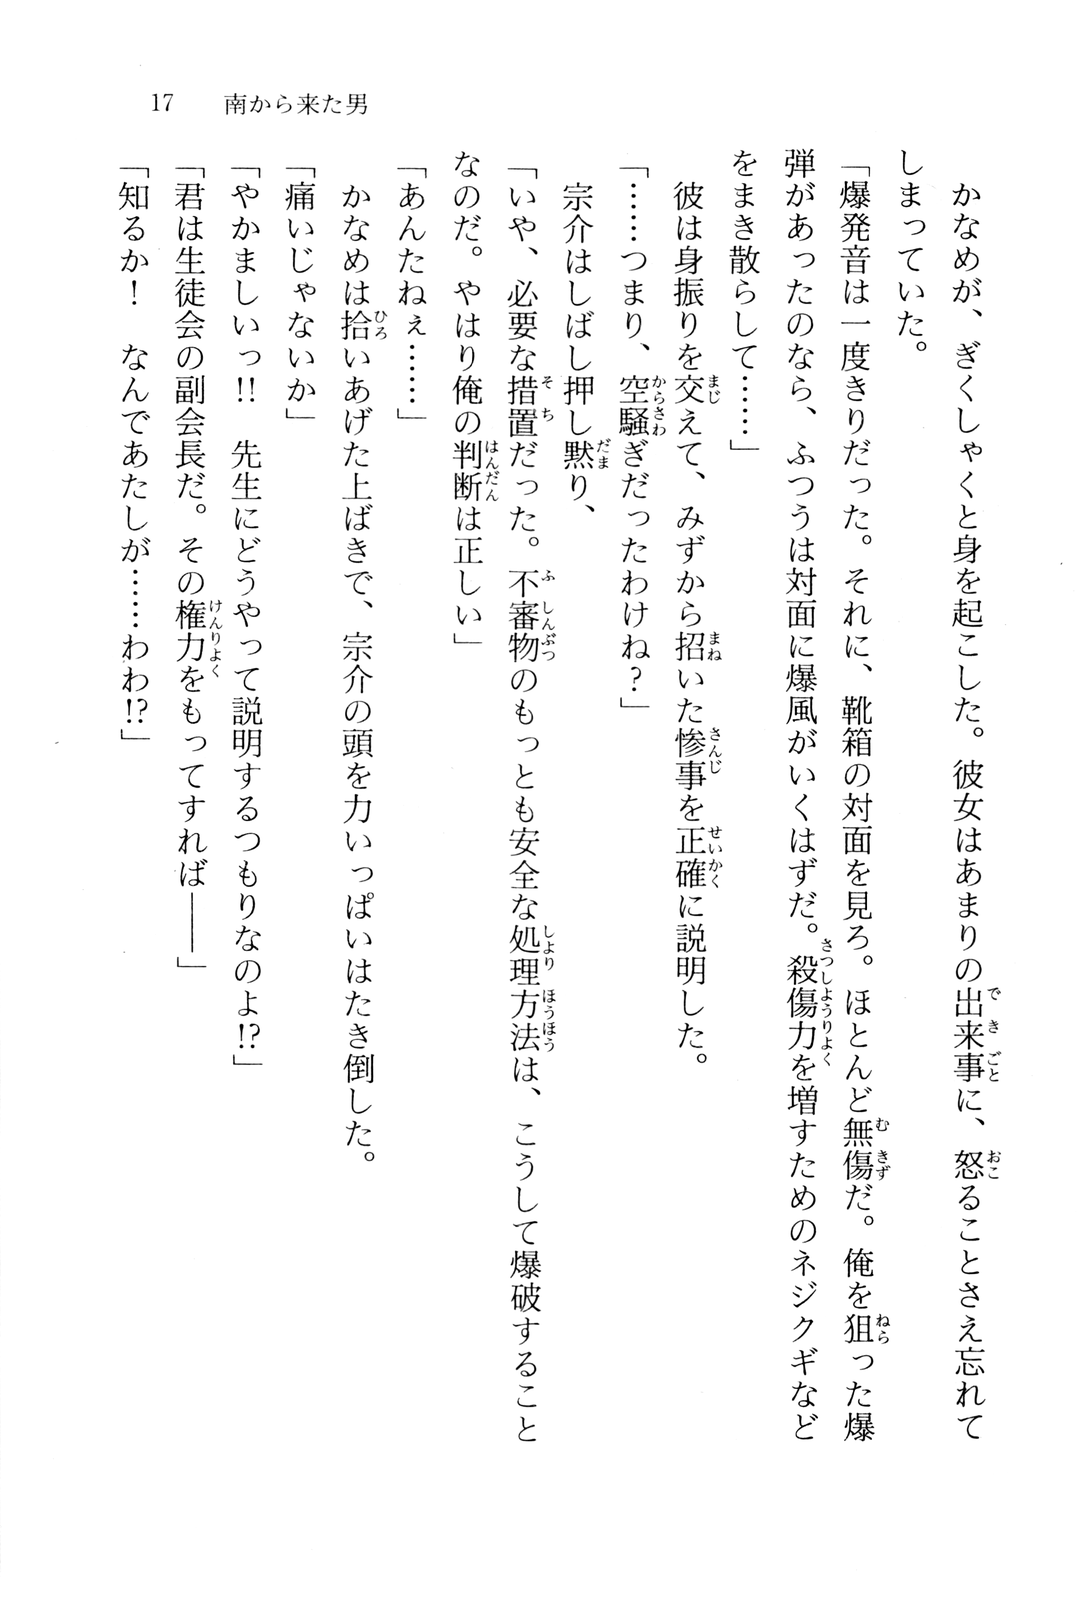 17　南から来た男
　かなめが、ぎくしゃくと身を起こした。彼女はあまりの出来事に、怒ることさえ忘れて
しまっていた。
「爆発音は一度きりだった。それに、靴箱の対面を見ろ。ほとんど無傷だ。俺を狙った爆
弾があったのなら、ふつうは対面に爆風がいくはずだ。殺傷力を増すためのネジクギなど
をまき散らして……」
　彼は身振りを交えて、みずから招いた惨事を正確に説明した。
「……つまり、空騒ぎだったわけね？」
　宗介はしばし押し黙り、
「いや、必要な措置だった。不審物のもっとも安全な処理方法は、こうして爆破すること
なのだ。やはり俺の判断は正しい」
「あんたねぇ……」
　かなめは拾いあげた上ばきで、宗介の頭を力いっぱいはたき倒した。
「痛いじゃないか」
「やかましいっ!!　先生にどうやって説明するつもりなのよ!?」
「君は生徒会の副会長だ。その権力をもってすれば――」
「知るか！　なんであたしが……わわ!?」